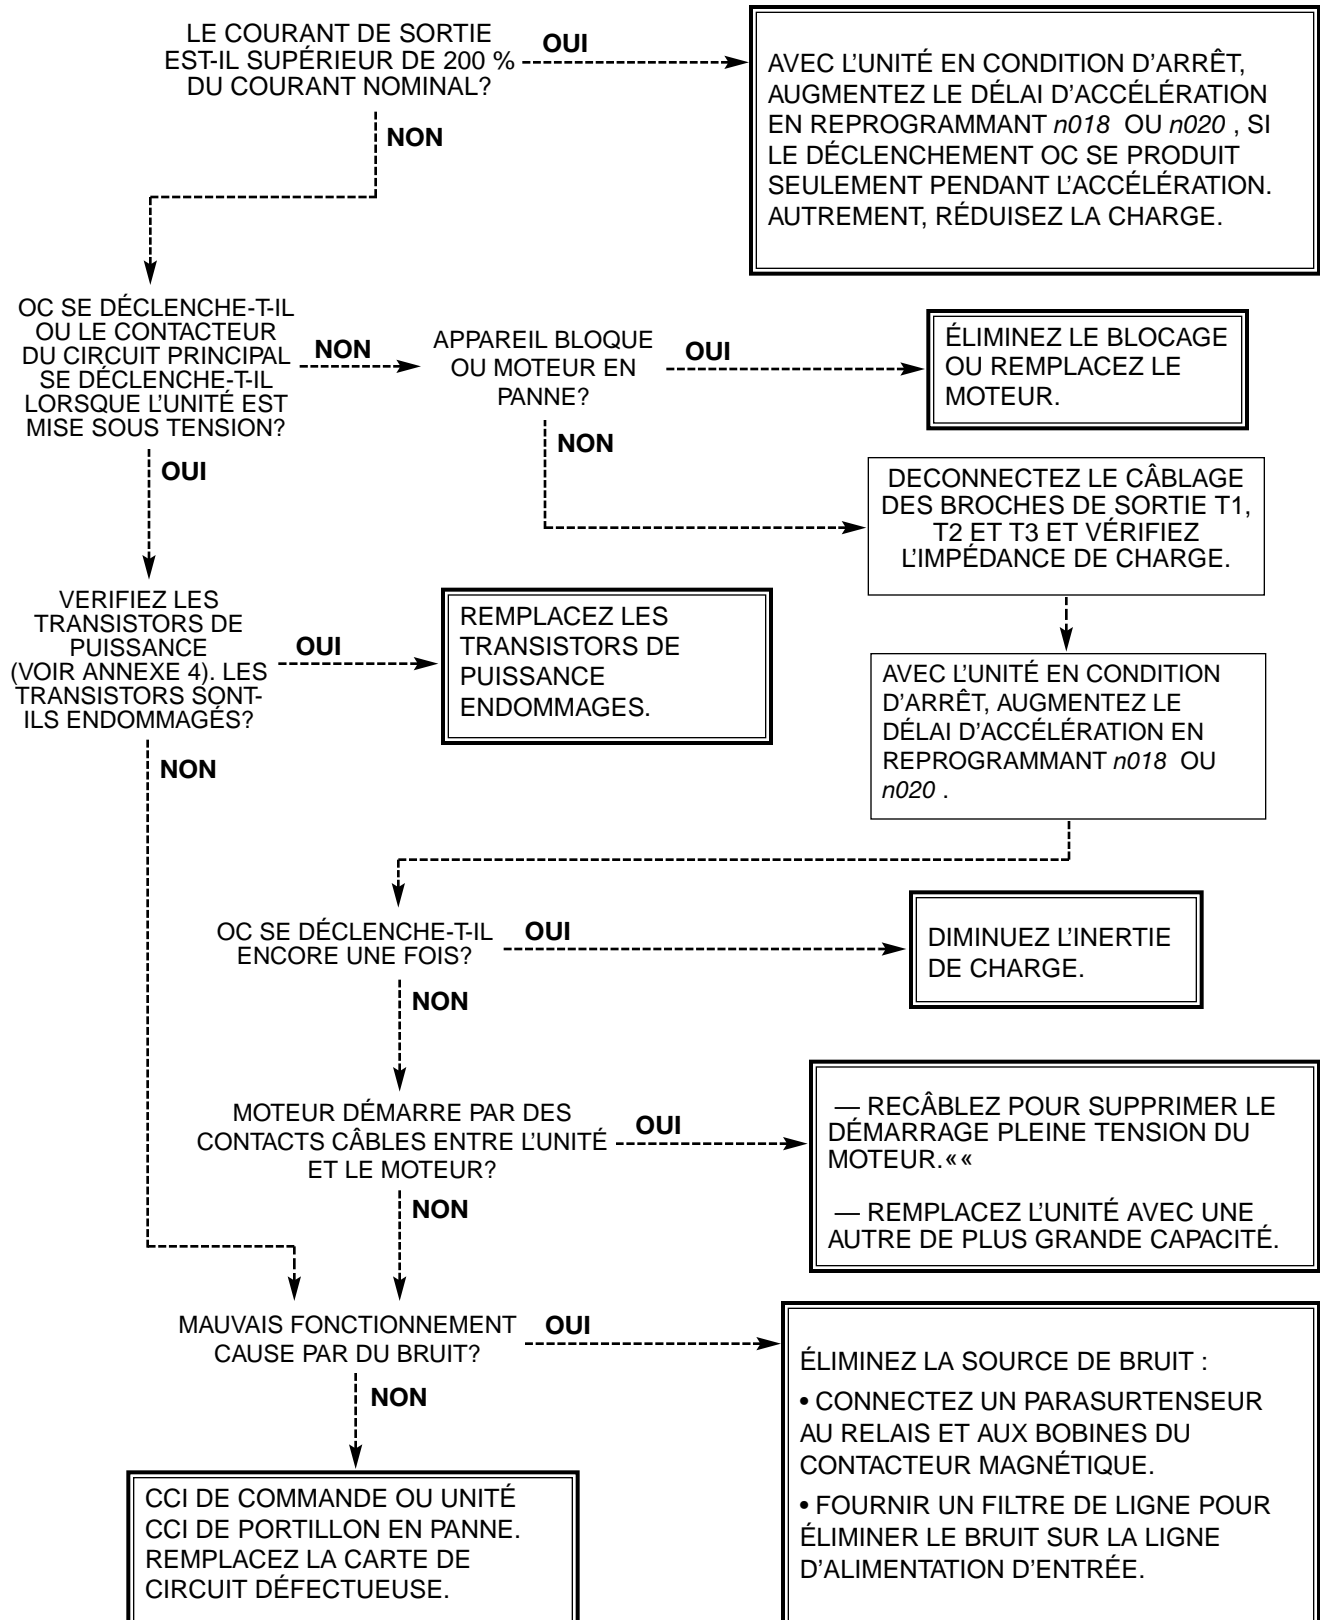 LE COURANT DE SORTIE
EST-IL SUPÉRIEUR DE 200 %
DU COURANT NOMINAL?
OUI
NON
AVEC L'UNITÉ EN CONDITION D'ARRÊT,
AUGMENTEZ LE DÉLAI D'ACCÉLÉRATION
EN REPROGRAMMANT n018 OU n020 , SI
LE DÉCLENCHEMENT OC SE PRODUIT
SEULEMENT PENDANT L'ACCÉLÉRATION.
AUTREMENT, RÉDUISEZ LA CHARGE.
OC SE DÉCLENCHE-T-IL
OU LE CONTACTEUR
DU CIRCUIT PRINCIPAL
SE DÉCLENCHE-T-IL
LORSQUE L'UNITÉ EST
MISE SOUS TENSION?
NON
OUI
APPAREIL BLOQUE
OU MOTEUR EN
PANNE?
OUI
NON
ÉLIMINEZ LE BLOCAGE
OU REMPLACEZ LE
MOTEUR.
DECONNECTEZ LE CÂBLAGE
DES BROCHES DE SORTIE T1,
T2 ET T3 ET VÉRIFIEZ
L'IMPÉDANCE DE CHARGE.
VERIFIEZ LES
TRANSISTORS DE
PUISSANCE
(VOIR ANNEXE 4). LES
TRANSISTORS SONT-
ILS ENDOMMAGÉS?
OUI
NON
REMPLACEZ LES
TRANSISTORS DE
PUISSANCE
ENDOMMAGES.
AVEC L'UNITÉ EN CONDITION
D'ARRÊT, AUGMENTEZ LE
DÉLAI D'ACCÉLÉRATION EN
REPROGRAMMANT n018 OU
n020 .
OC SE DÉCLENCHE-T-IL
ENCORE UNE FOIS?
OUI
NON
DIMINUEZ L'INERTIE
DE CHARGE.
MOTEUR DÉMARRE PAR DES
CONTACTS CÂBLES ENTRE L'UNITÉ
ET LE MOTEUR?
OUI
NON
— RECÂBLEZ POUR SUPPRIMER LE
DÉMARRAGE PLEINE TENSION DU
MOTEUR.««
— REMPLACEZ L'UNITÉ AVEC UNE
AUTRE DE PLUS GRANDE CAPACITÉ.
MAUVAIS FONCTIONNEMENT
CAUSE PAR DU BRUIT?
OUI
NON
ÉLIMINEZ LA SOURCE DE BRUIT :
• CONNECTEZ UN PARASURTENSEUR
AU RELAIS ET AUX BOBINES DU
CONTACTEUR MAGNÉTIQUE.
• FOURNIR UN FILTRE DE LIGNE POUR
ÉLIMINER LE BRUIT SUR LA LIGNE
D'ALIMENTATION D'ENTRÉE.
CCI DE COMMANDE OU UNITÉ
CCI DE PORTILLON EN PANNE.
REMPLACEZ LA CARTE DE
CIRCUIT DÉFECTUEUSE.